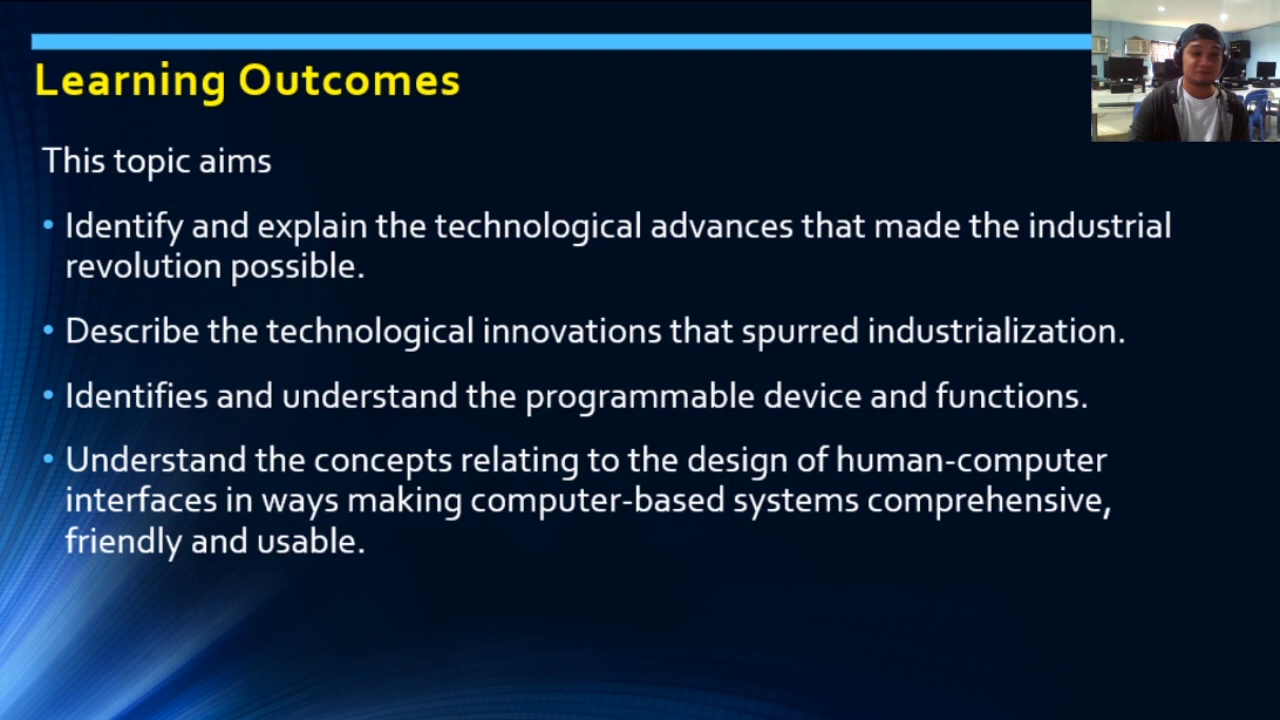 Learning Outcomes
This topic aims
• Identify and explain the technological advances that made the industrial
revolution possible.
• Describe the technological innovations that spurred industrialization.
• Identifies and understand the programmable device and functions.
• Understand the concepts relating to the design of human-computer
interfaces in ways making computer-based systems comprehensive,
friendly and usable.